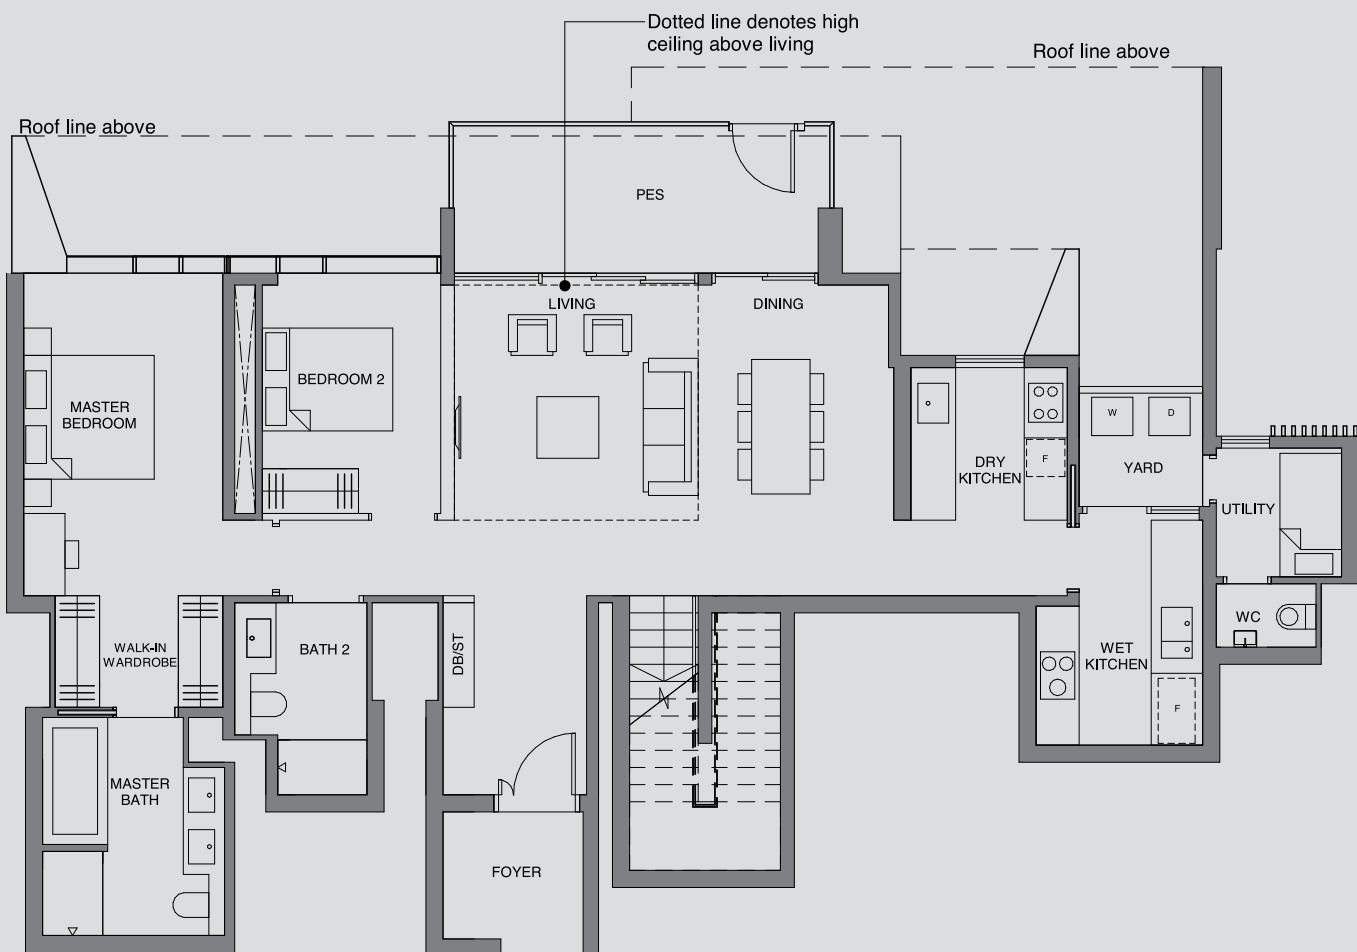 Dotted line denotes high
ceiling above living
Roof line above
Roof line above
PES
LIVING
DINING
BEDROOM 2
MASTER
BEDROOM
W
D
F
DRY
KITCHEN
YARD
UTILITY
WC
WALK-IN
WARDROBE
BATH 2
DB/ST
WET
KITCHEN
F
MASTER
BATH
FOYER